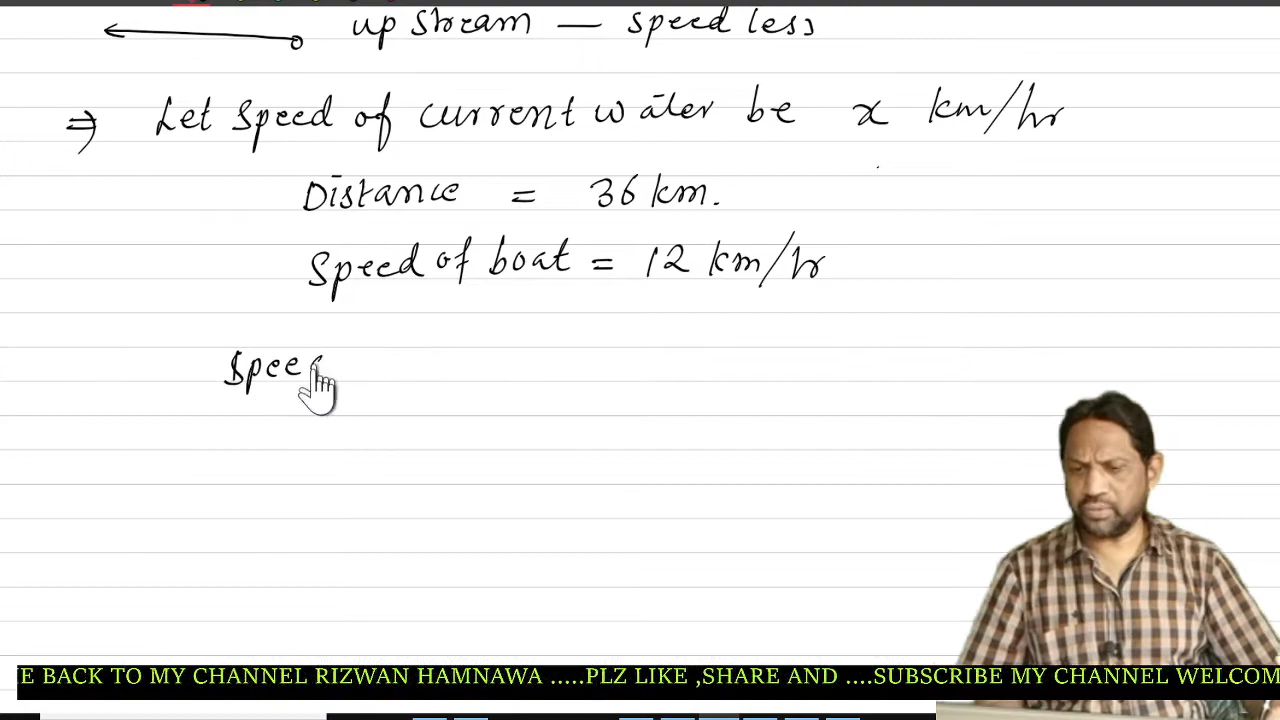 up stream — speed less
⇒ Let speed of current water be x km/hr
Distance = 36 km.
Speed of boat = 12 km/hr
Spee
E BACK TO MY CHANNEL RIZWAN HAMNAWA .....PLZ LIKE ,SHARE AND ....SUBSCRIBE MY CHANNEL WELCOM